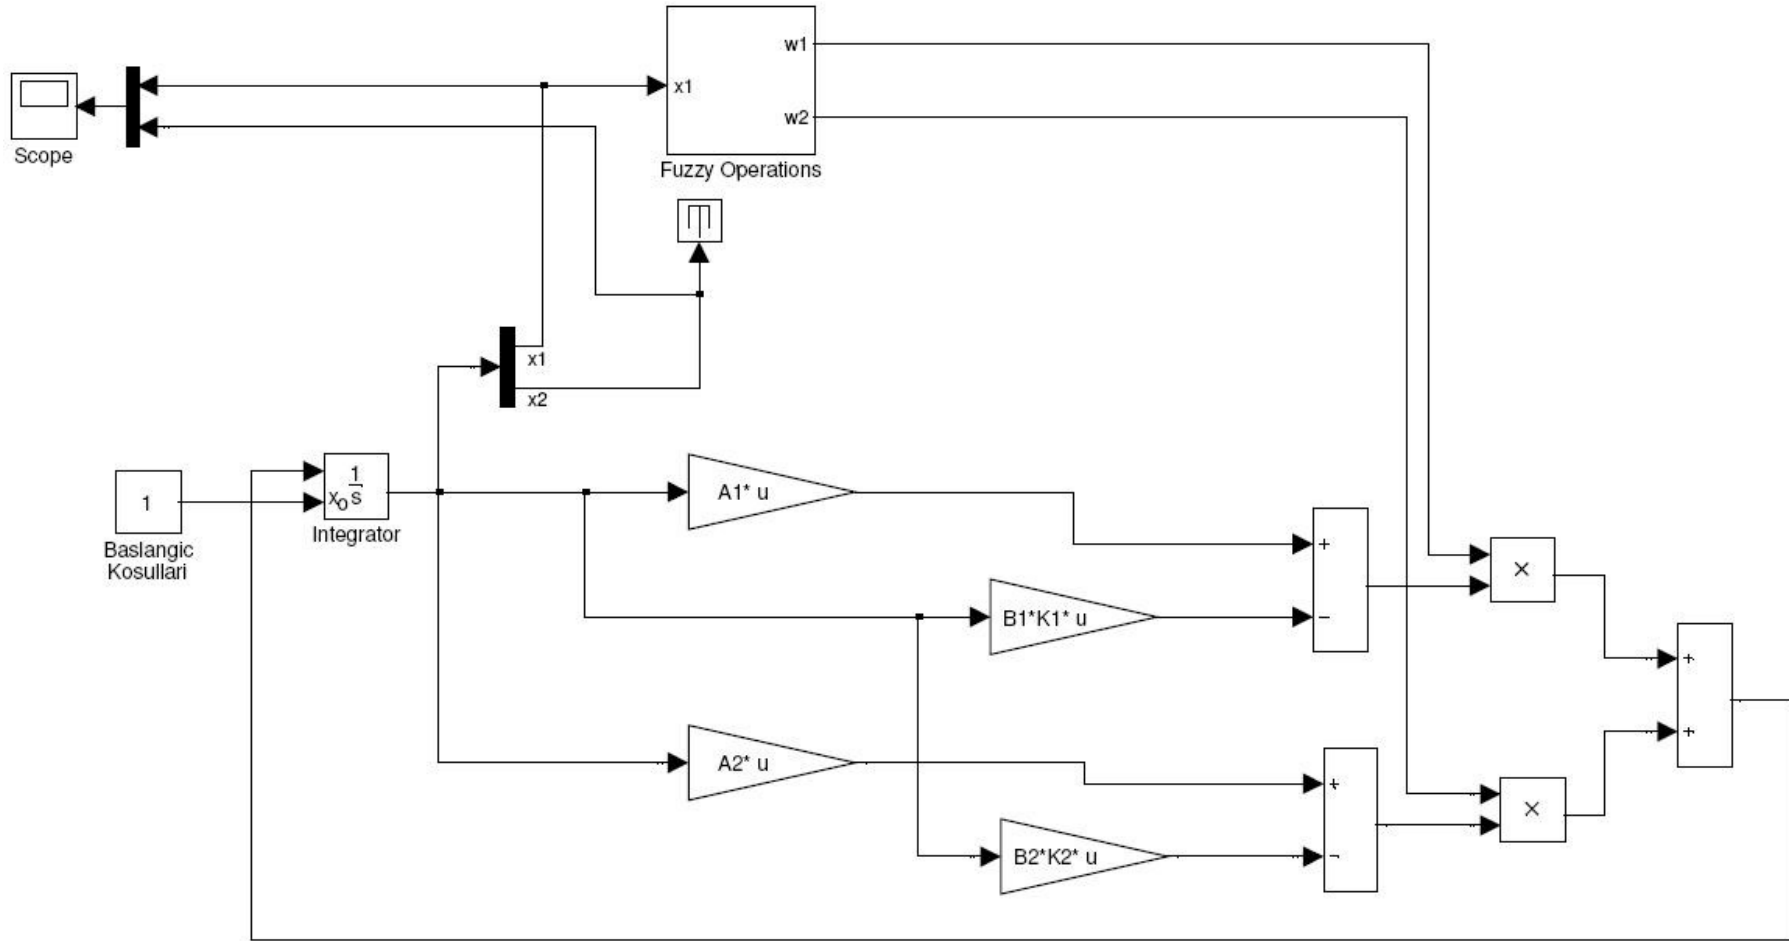 w1
x1
w2
Scope
Fuzzy Operations
x1
x2
1
1
s
xo
Integrator
Baslangic
Kosullari
A1* u
+
×
B1*K1* u
−
+
+
A2* u
+
×
B2*K2* u
−